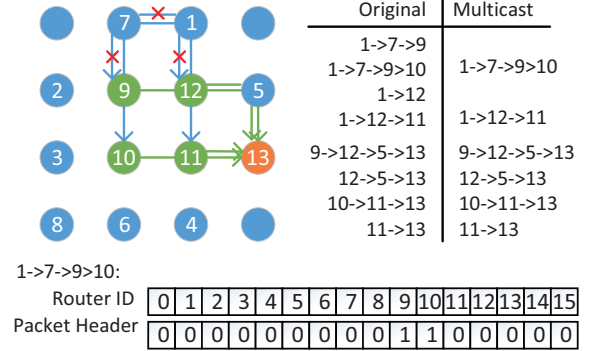 Original Multicast
7 1
1->7->9
1->7->9>10 1->7->9>10
2 9 12 5
1->12
1->12->11 1->12->11
3 10 11 13
9->12->5->13 9->12->5->13
12->5->13 12->5->13
10->11->13 10->11->13
8 6 4
11->13 11->13
1->7->9>10:
Router ID 0 1 2 3 4 5 6 7 8 9 10 11 12 13 14 15
Packet Header 0 0 0 0 0 0 0 0 0 1 1 0 0 0 0 0